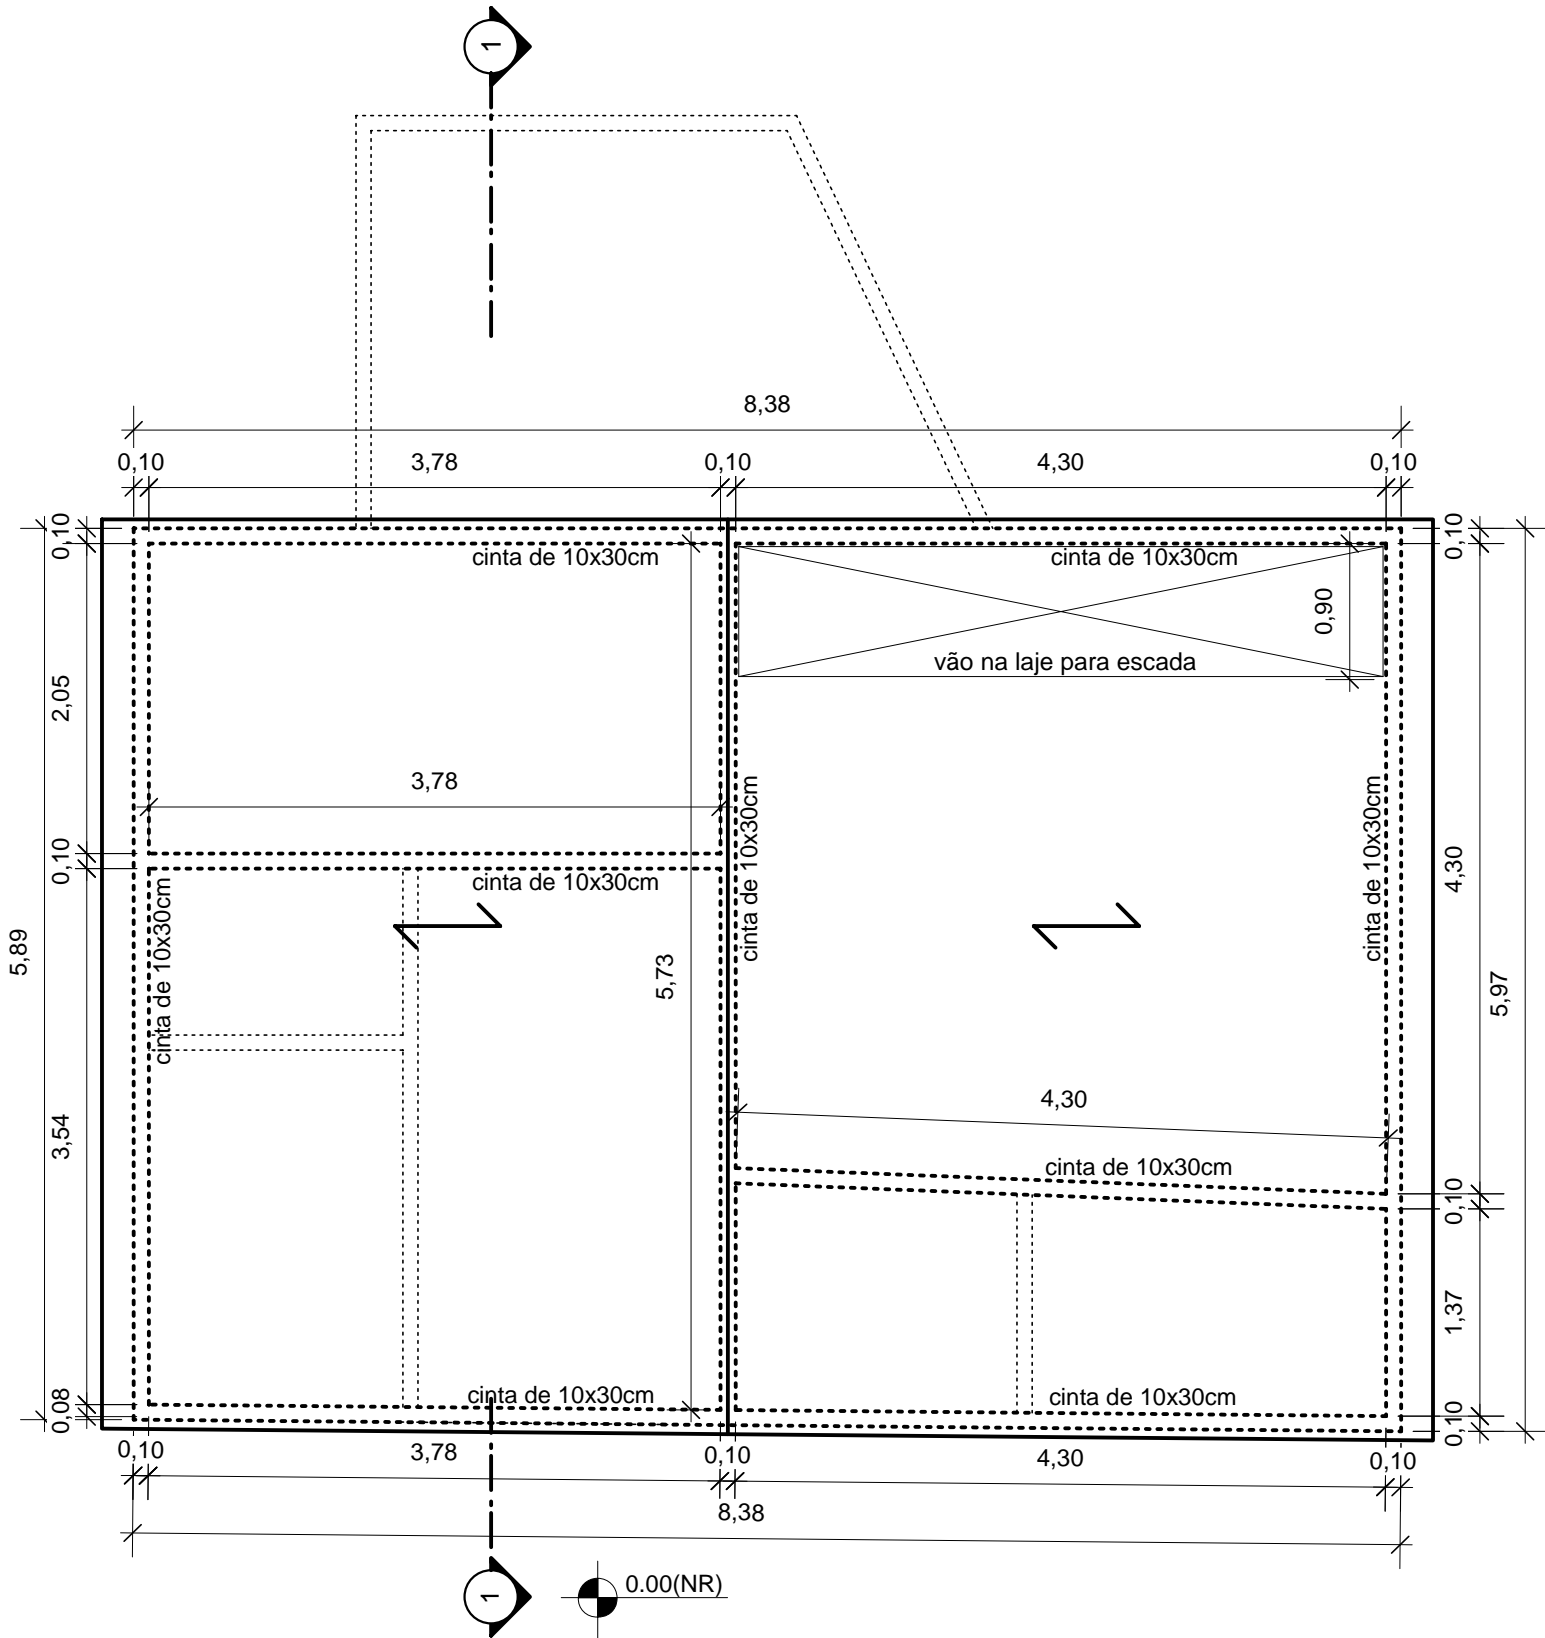 1
8,38
0,10
3,78
0,10
4,30
0,10
0,10
0,10
cinta de 10x30cm
cinta de 10x30cm
0,90
vão na laje para escada
2,05
3,78
cinta de 10x30cm
cinta de 10x30cm
0,10
4,30
cinta de 10x30cm
cinta de 10x30cm
5,89
5,73
5,97
3,54
4,30
cinta de 10x30cm
0,10
1,37
cinta de 10x30cm
cinta de 10x30cm
0,08
0,10
0,10
3,78
0,10
4,30
0,10
8,38
0.00(NR)
1